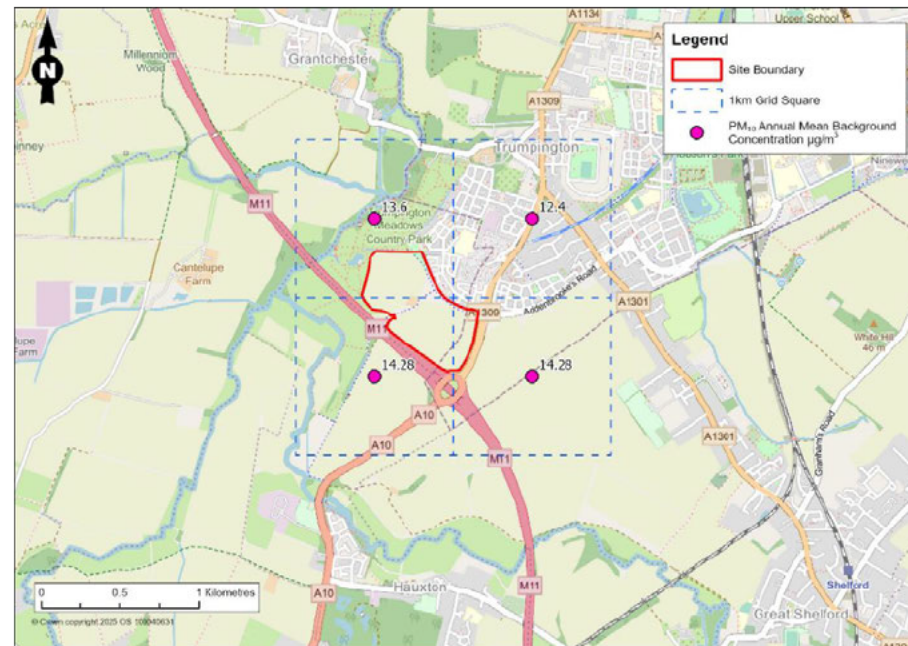 A1134
Upper School
Millennium
Wood
Grantchester
N
Legend
Site Boundary
1km Grid Square
PM₁₀ Annual Mean Background
Concentration µg/m³
A1309
Trumpington
M11
13.6
12.4
Meadows
Country Park
Cantelupe
Farm
Addenbrooke's Road
A1301
White Hill
46 m
Farm
M11
14.28
14.28
A10
A10
A1301
Granham's Road
M11
A10
Hauxton
M11
Shelford
Great Shelford
0 0.5 1 Kilometres
© Crown copyright 2025 OS 100040631